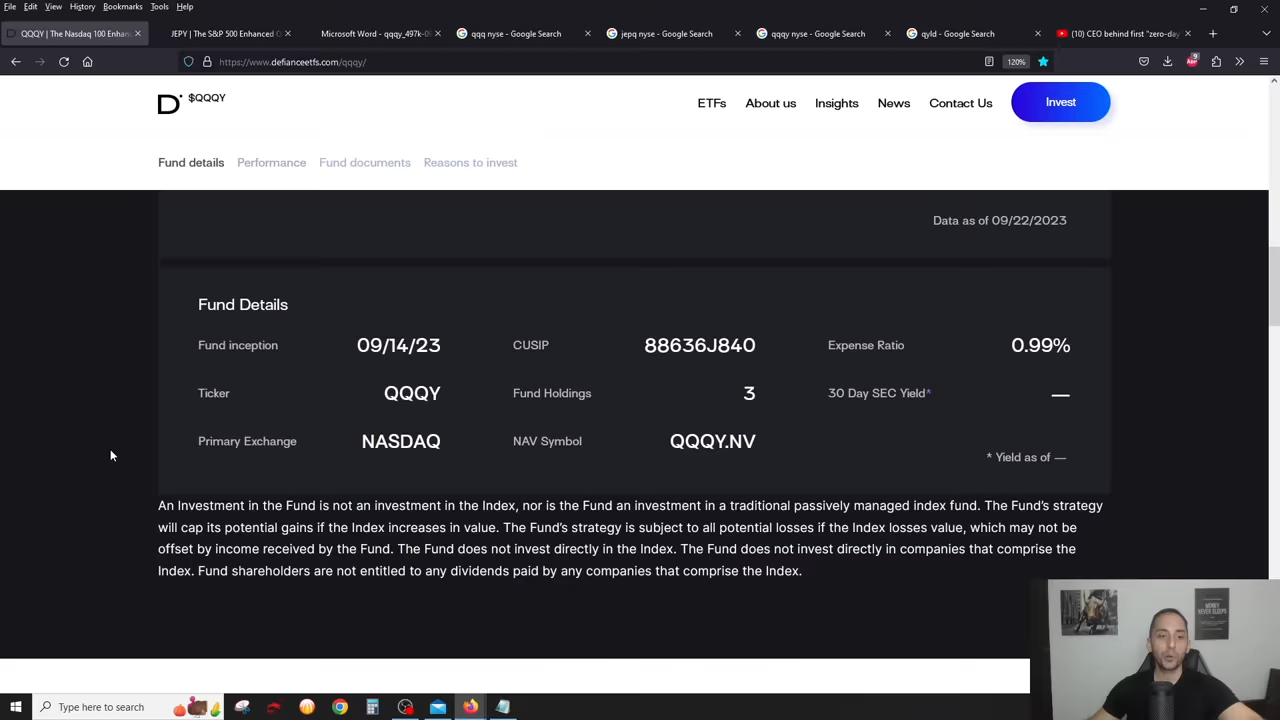 File Edit View History Bookmarks Tools Help
QQQY | The Nasdaq 100 Enhan
JEPY | The S&P 500 Enhanced
Microsoft Word - qqqy_497k-0
qqq nyse - Google Search
jepq nyse - Google Search
qqqy nyse - Google Search
qyld - Google Search
(10) CEO behind first "zero-day
https://www.defianceetfs.com/qqqy/
120%
9
D $QQQY
ETFs About us Insights News Contact Us Invest
Fund details Performance Fund documents Reasons to invest
Data as of 09/22/2023
Fund Details
Fund inception 09/14/23 CUSIP 88636J840 Expense Ratio 0.99%
Ticker QQQY Fund Holdings 3 30 Day SEC Yield* —
Primary Exchange NASDAQ NAV Symbol QQQY.NV
* Yield as of —
An Investment in the Fund is not an investment in the Index, nor is the Fund an investment in a traditional passively managed index fund. The Fund's strategy
will cap its potential gains if the Index increases in value. The Fund's strategy is subject to all potential losses if the Index losses value, which may not be
offset by income received by the Fund. The Fund does not invest directly in the Index. The Fund does not invest directly in companies that comprise the
Index. Fund shareholders are not entitled to any dividends paid by any companies that comprise the Index.
MONEY
NEVER SLEEPS
Type here to search